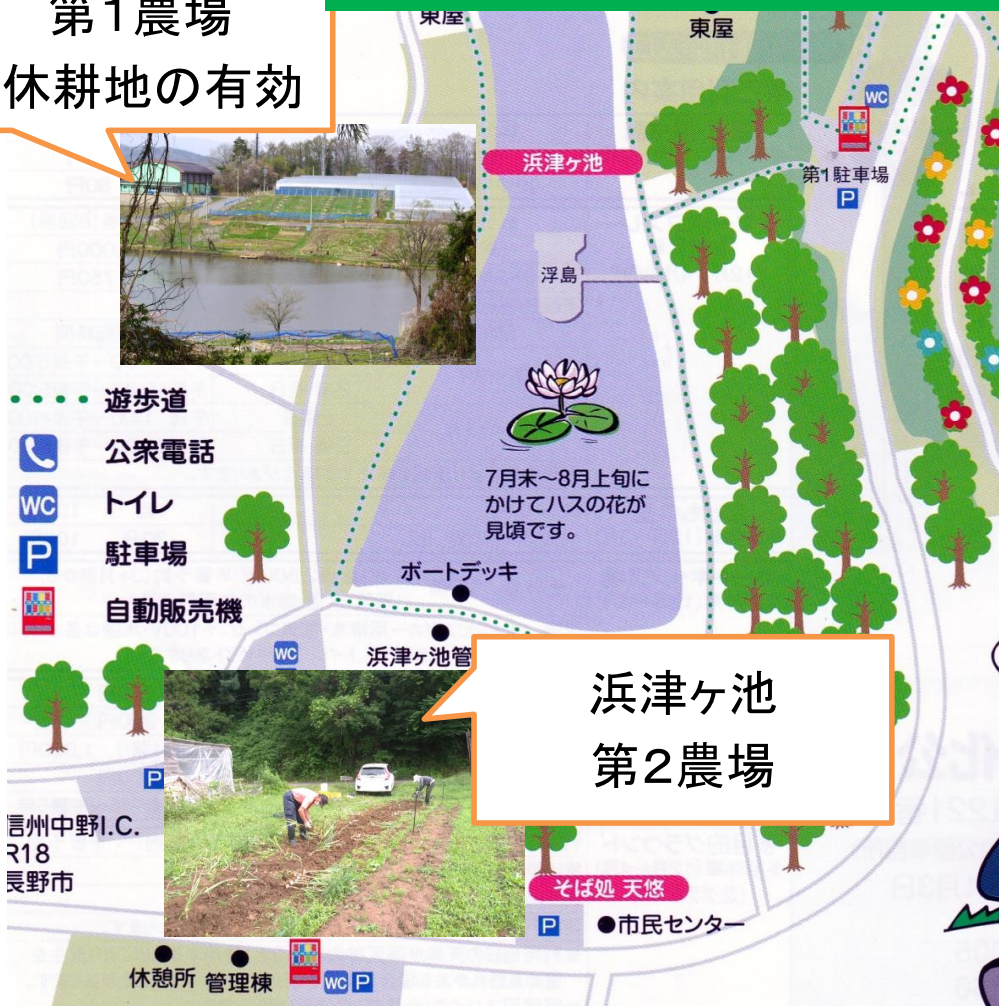 第1農場
休耕地の有効
東屋
東屋
WC
浜津ヶ池
第1駐車場
P
浮島
遊歩道
公衆電話
WC
トイレ
P
駐車場
自動販売機
7月末～8月上旬に
かけてハスの花が
見頃です。
ボートデッキ
WC
浜津ヶ池管
浜津ヶ池
第2農場
P
信州中野I.C.
R18
長野市
そば処 天悠
P
●市民センター
休憩所
管理棟
WC
P